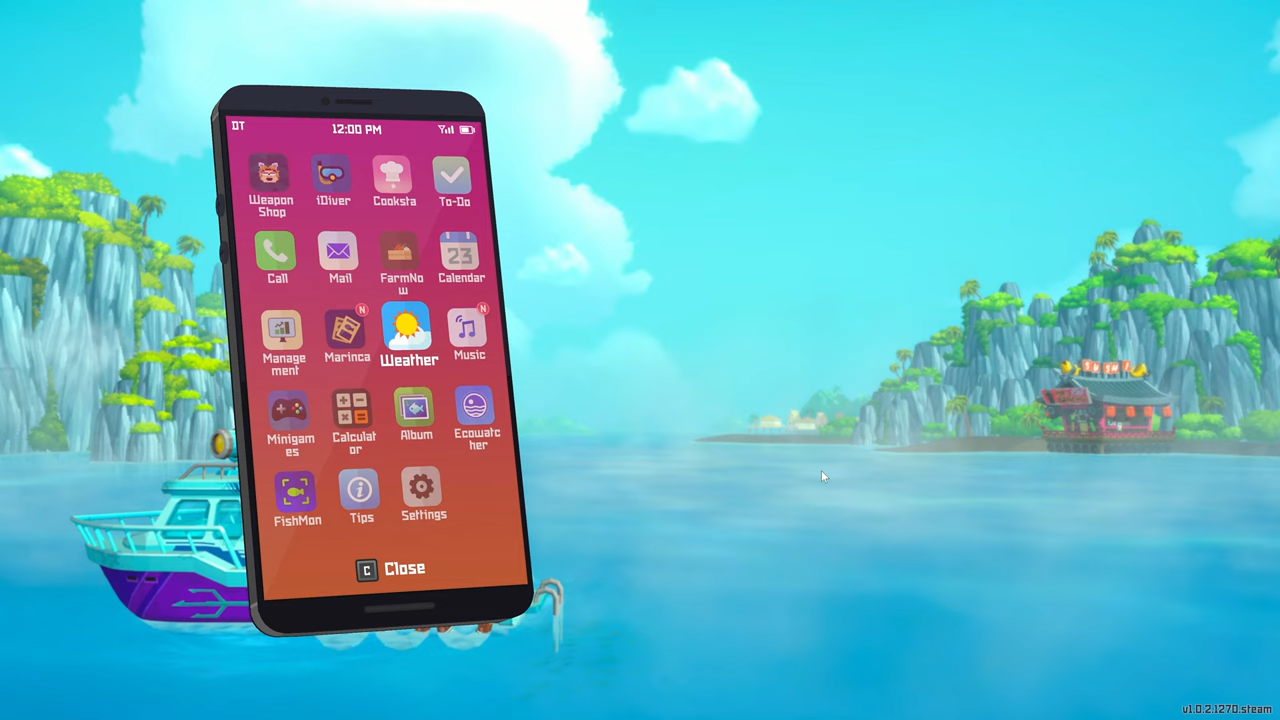 DT
12:00 PM
Weapon
Shop
iDiver
Cooksta
To-Do
Call
Mail
FarmNo
w
23
Calendar
Manage
ment
N
Marinca
Weather
N
Music
Minigam
es
Calculat
or
Album
Ecowatc
her
FishMon
Tips
Settings
C Close
SUSHI
v1.0.2.1270.steam